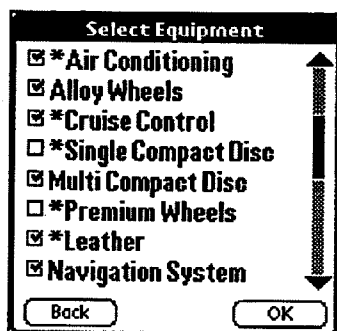 Select Equipment
*Air Conditioning
Alloy Wheels
*Cruise Control
*Single Compact Disc
Multi Compact Disc
*Premium Wheels
*Leather
Navigation System
Back OK